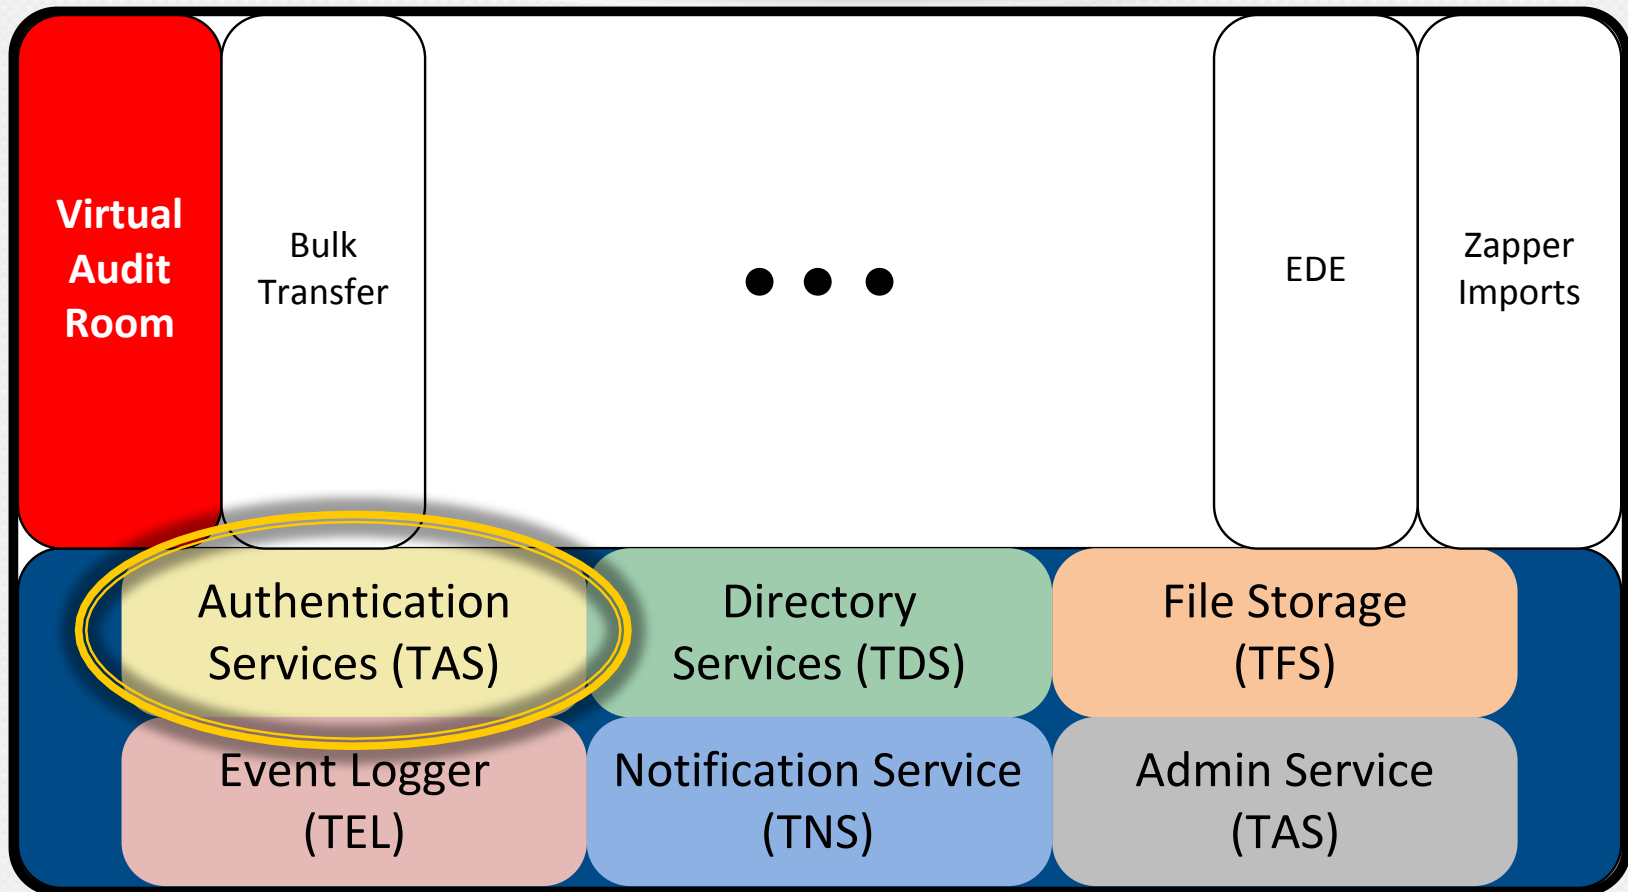 Virtual
Audit
Room
Bulk
Transfer
EDE
Zapper
Imports
Authentication
Services (TAS)
Directory
Services (TDS)
File Storage
(TFS)
Event Logger
(TEL)
Notification Service
(TNS)
Admin Service
(TAS)